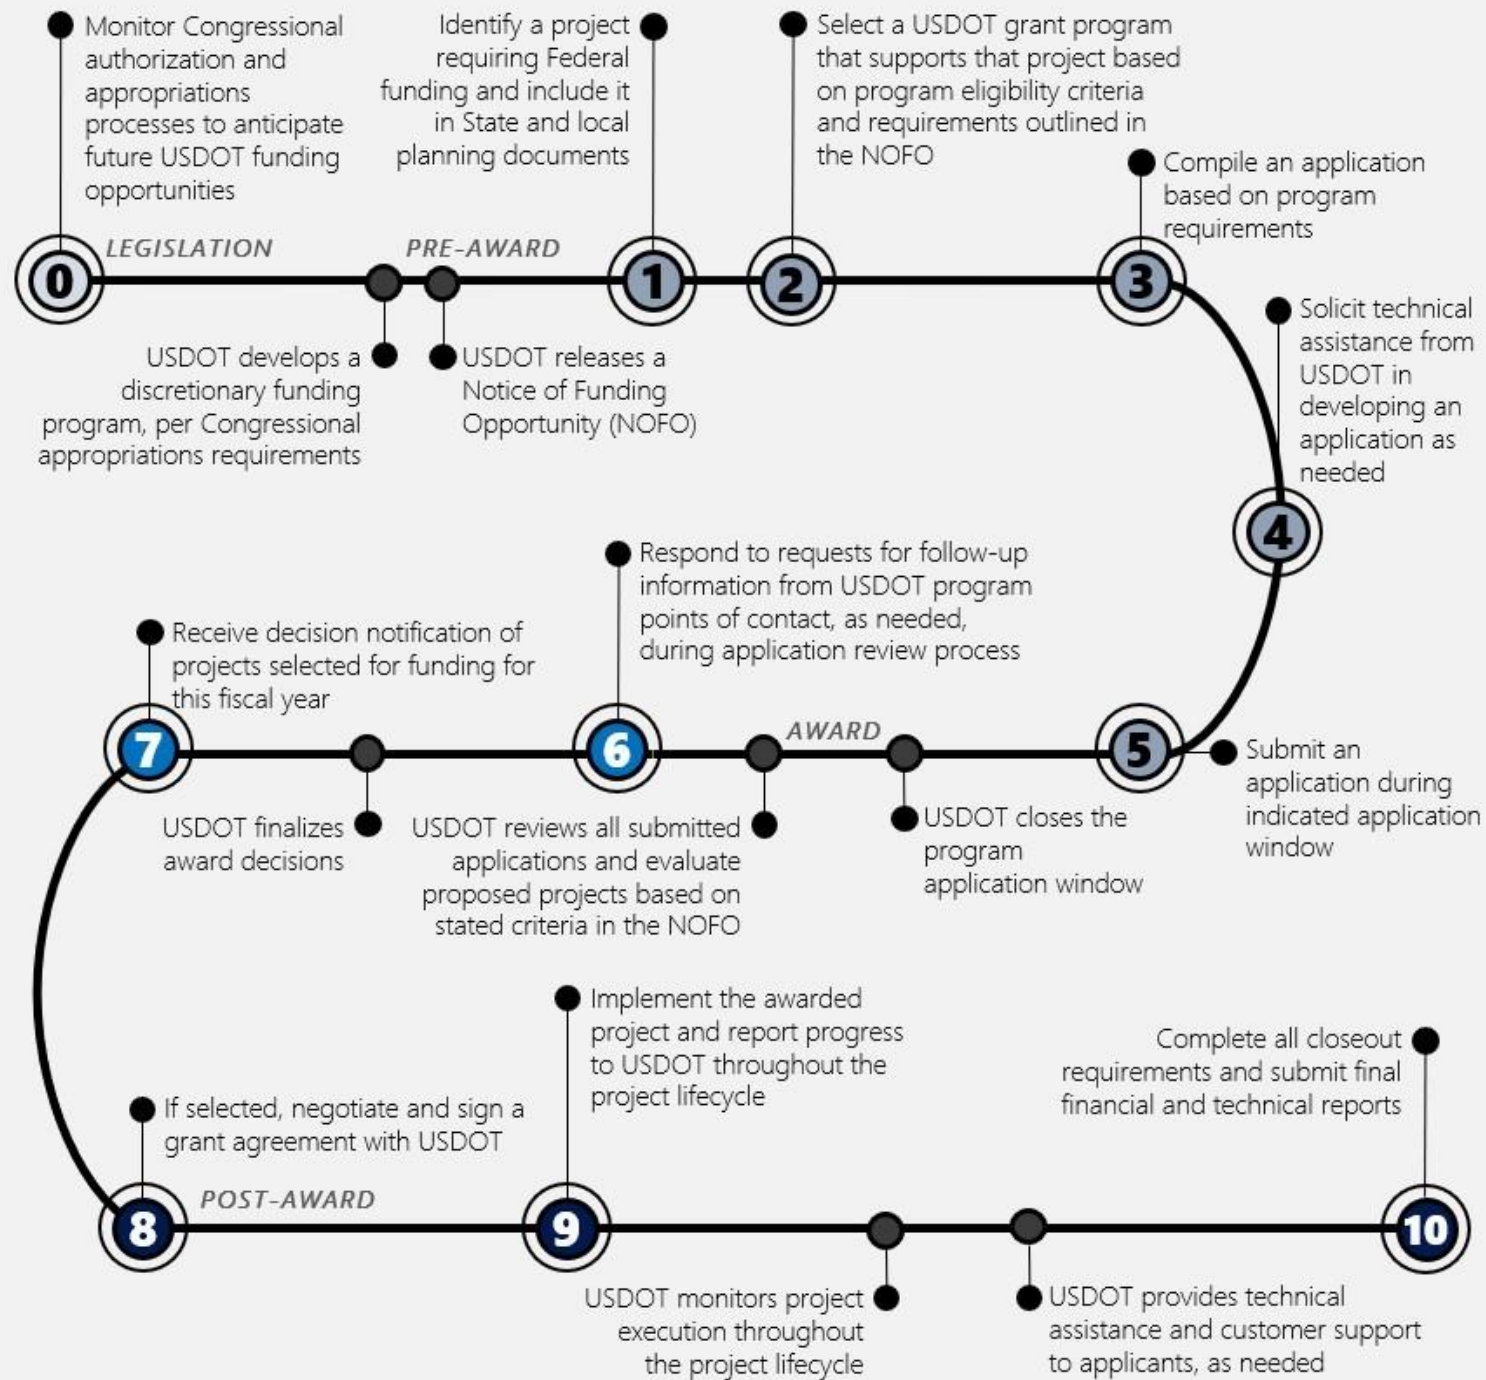 Monitor Congressional
authorization and
appropriations
processes to anticipate
future USDOT funding
opportunities
Identify a project
requiring Federal
funding and include it
in State and local
planning documents
Select a USDOT grant program
that supports that project based
on program eligibility criteria
and requirements outlined in
the NOFO
Compile an application
based on program
requirements
LEGISLATION
PRE-AWARD
0
1
2
3
USDOT develops a
discretionary funding
program, per Congressional
appropriations requirements
USDOT releases a
Notice of Funding
Opportunity (NOFO)
Solicit technical
assistance from
USDOT in
developing an
application as
needed
4
Respond to requests for follow-up
information from USDOT program
points of contact, as needed,
during application review process
Receive decision notification of
projects selected for funding for
this fiscal year
AWARD
7
6
5
Submit an
application during
indicated application
window
USDOT finalizes
award decisions
USDOT reviews all submitted
applications and evaluate
proposed projects based on
stated criteria in the NOFO
USDOT closes the
program
application window
Implement the awarded
project and report progress
to USDOT throughout the
project lifecycle
Complete all closeout
requirements and submit final
financial and technical reports
If selected, negotiate and sign a
grant agreement with USDOT
POST-AWARD
8
9
10
USDOT monitors project
execution throughout
the project lifecycle
USDOT provides technical
assistance and customer support
to applicants, as needed